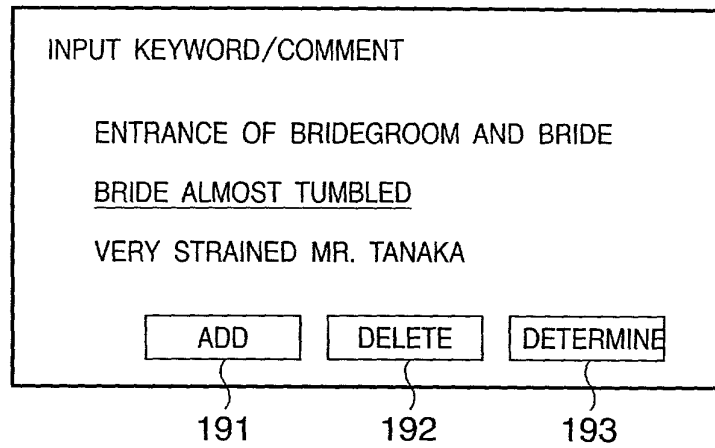 INPUT KEYWORD/COMMENT
ENTRANCE OF BRIDEGROOM AND BRIDE
BRIDE ALMOST TUMBLED
VERY STRAINED MR. TANAKA
ADD DELETE DETERMINE
191 192 193